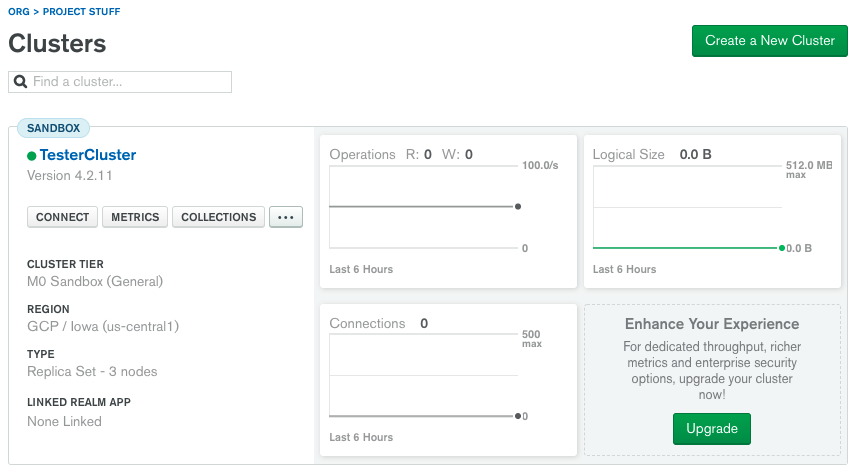 ORG > PROJECT STUFF
Clusters
Create a New Cluster
Find a cluster...
SANDBOX
TesterCluster
Version 4.2.11
CONNECT METRICS COLLECTIONS ...
CLUSTER TIER
M0 Sandbox (General)
REGION
GCP / Iowa (us-central1)
TYPE
Replica Set - 3 nodes
LINKED REALM APP
None Linked
Operations R: 0 W: 0
100.0/s
0
Last 6 Hours
Logical Size 0.0 B
512.0 MB
max
0.0 B
Last 6 Hours
Connections 0
500
max
0
Last 6 Hours
Enhance Your Experience
For dedicated throughput, richer
metrics and enterprise security
options, upgrade your cluster
now!
Upgrade